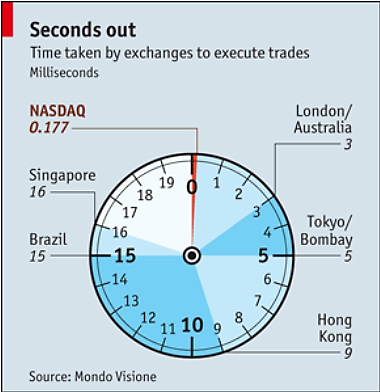 Seconds out
Time taken by exchanges to execute trades
Milliseconds
NASDAQ
0.177
London/
Australia
3
Singapore
16
Tokyo/
Bombay
5
Brazil
15
Hong
Kong
9
0
1
2
3
4
5
6
7
8
9
10
11
12
13
14
15
16
17
18
19
Source: Mondo Visione